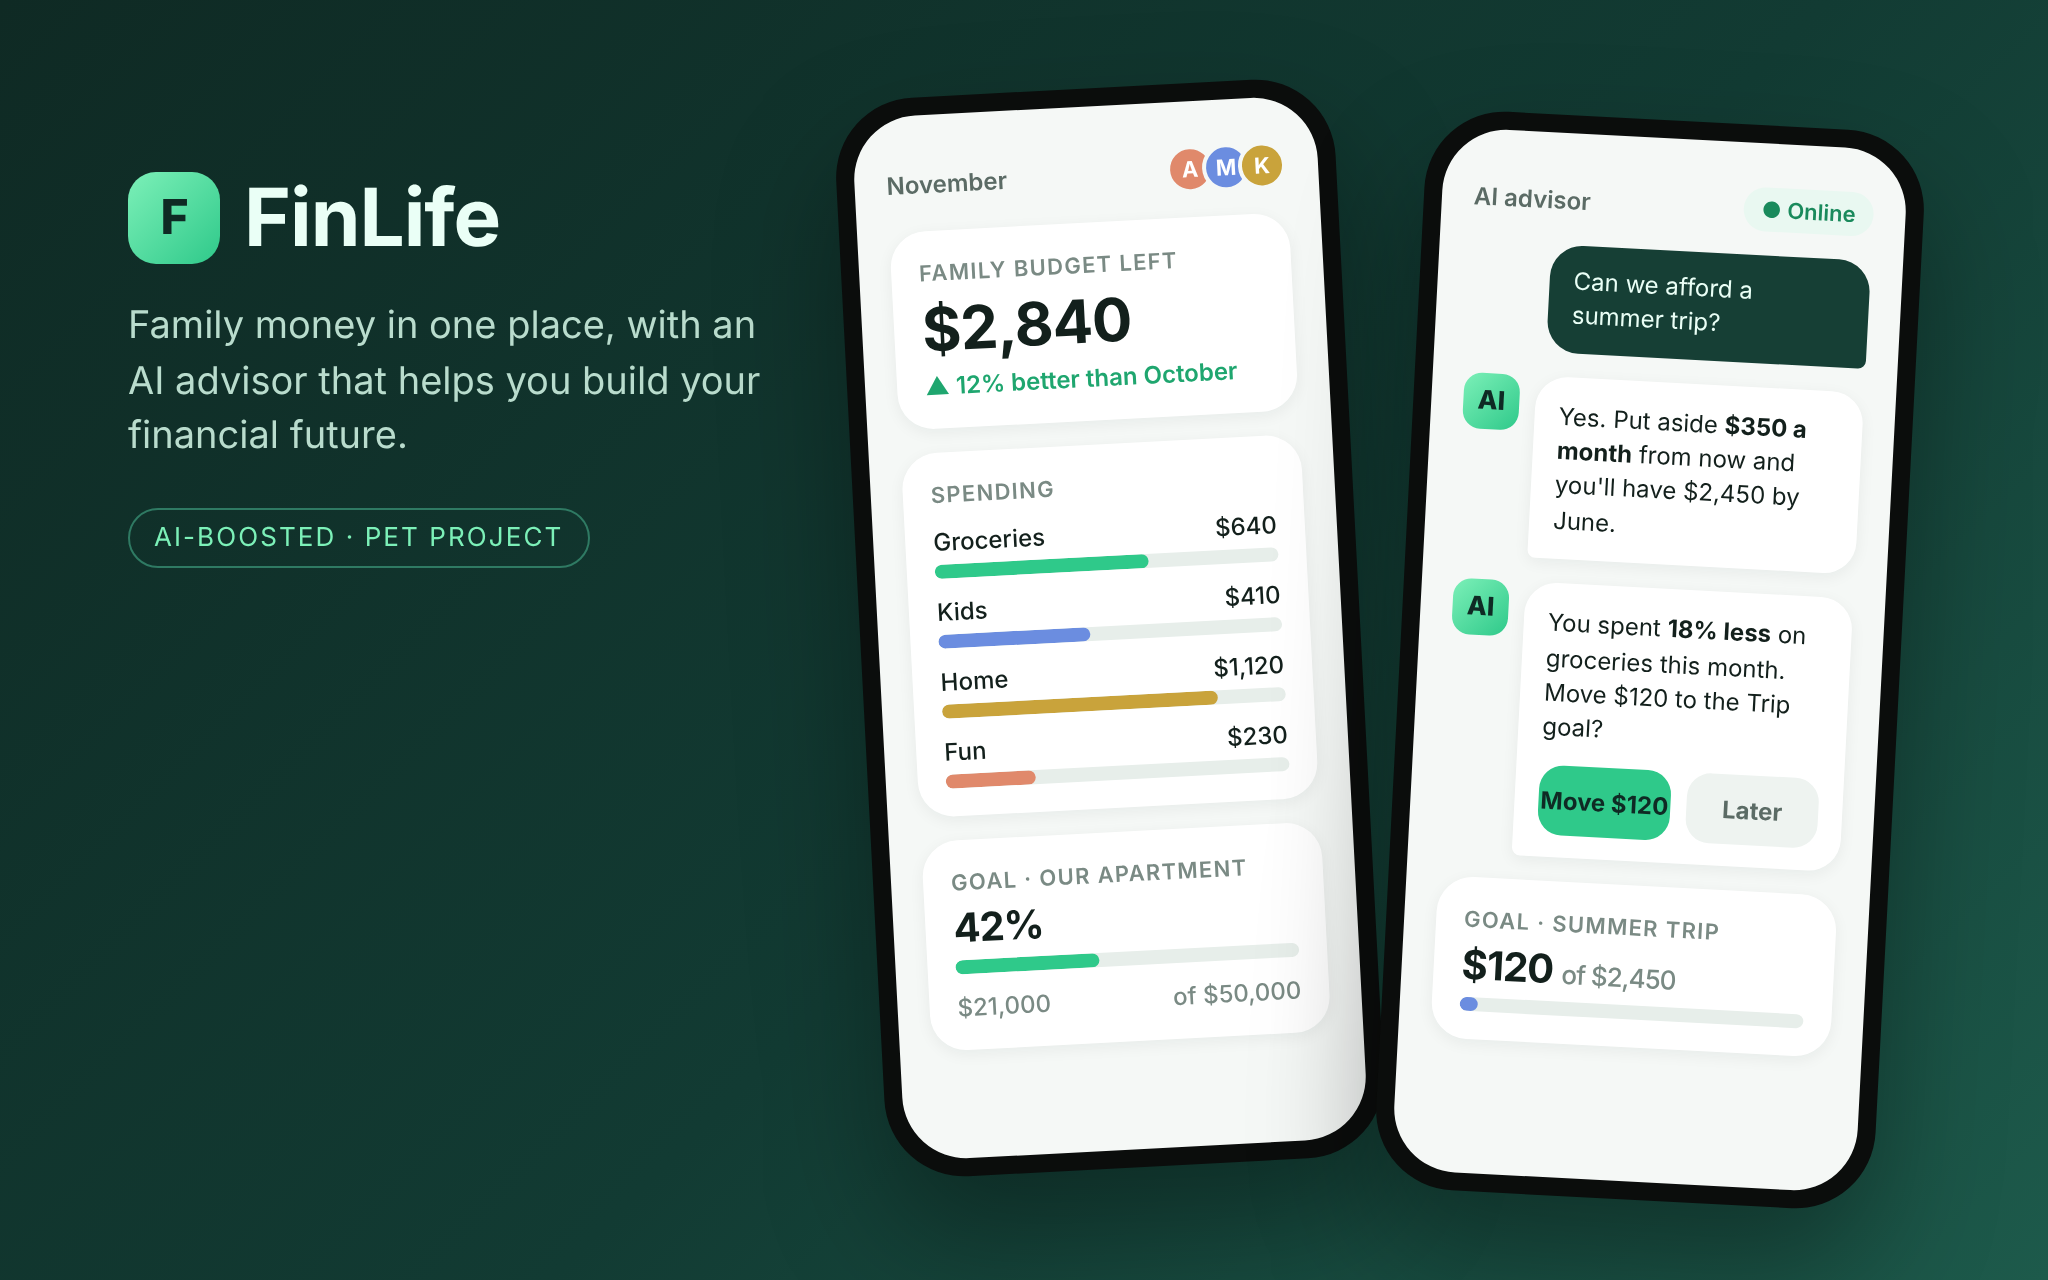 F FinLife
Family money in one place, with an
AI advisor that helps you build your
financial future.
AI-BOOSTED · PET PROJECT
November
A M K
FAMILY BUDGET LEFT
$2,840
▲ 12% better than October
SPENDING
Groceries $640
Kids $410
Home $1,120
Fun $230
GOAL · OUR APARTMENT
42%
$21,000 of $50,000
AI advisor
Online
Can we afford a
summer trip?
AI
Yes. Put aside $350 a
month from now and
you'll have $2,450 by
June.
AI
You spent 18% less on
groceries this month.
Move $120 to the Trip
goal?
Move $120 Later
GOAL · SUMMER TRIP
$120 of $2,450